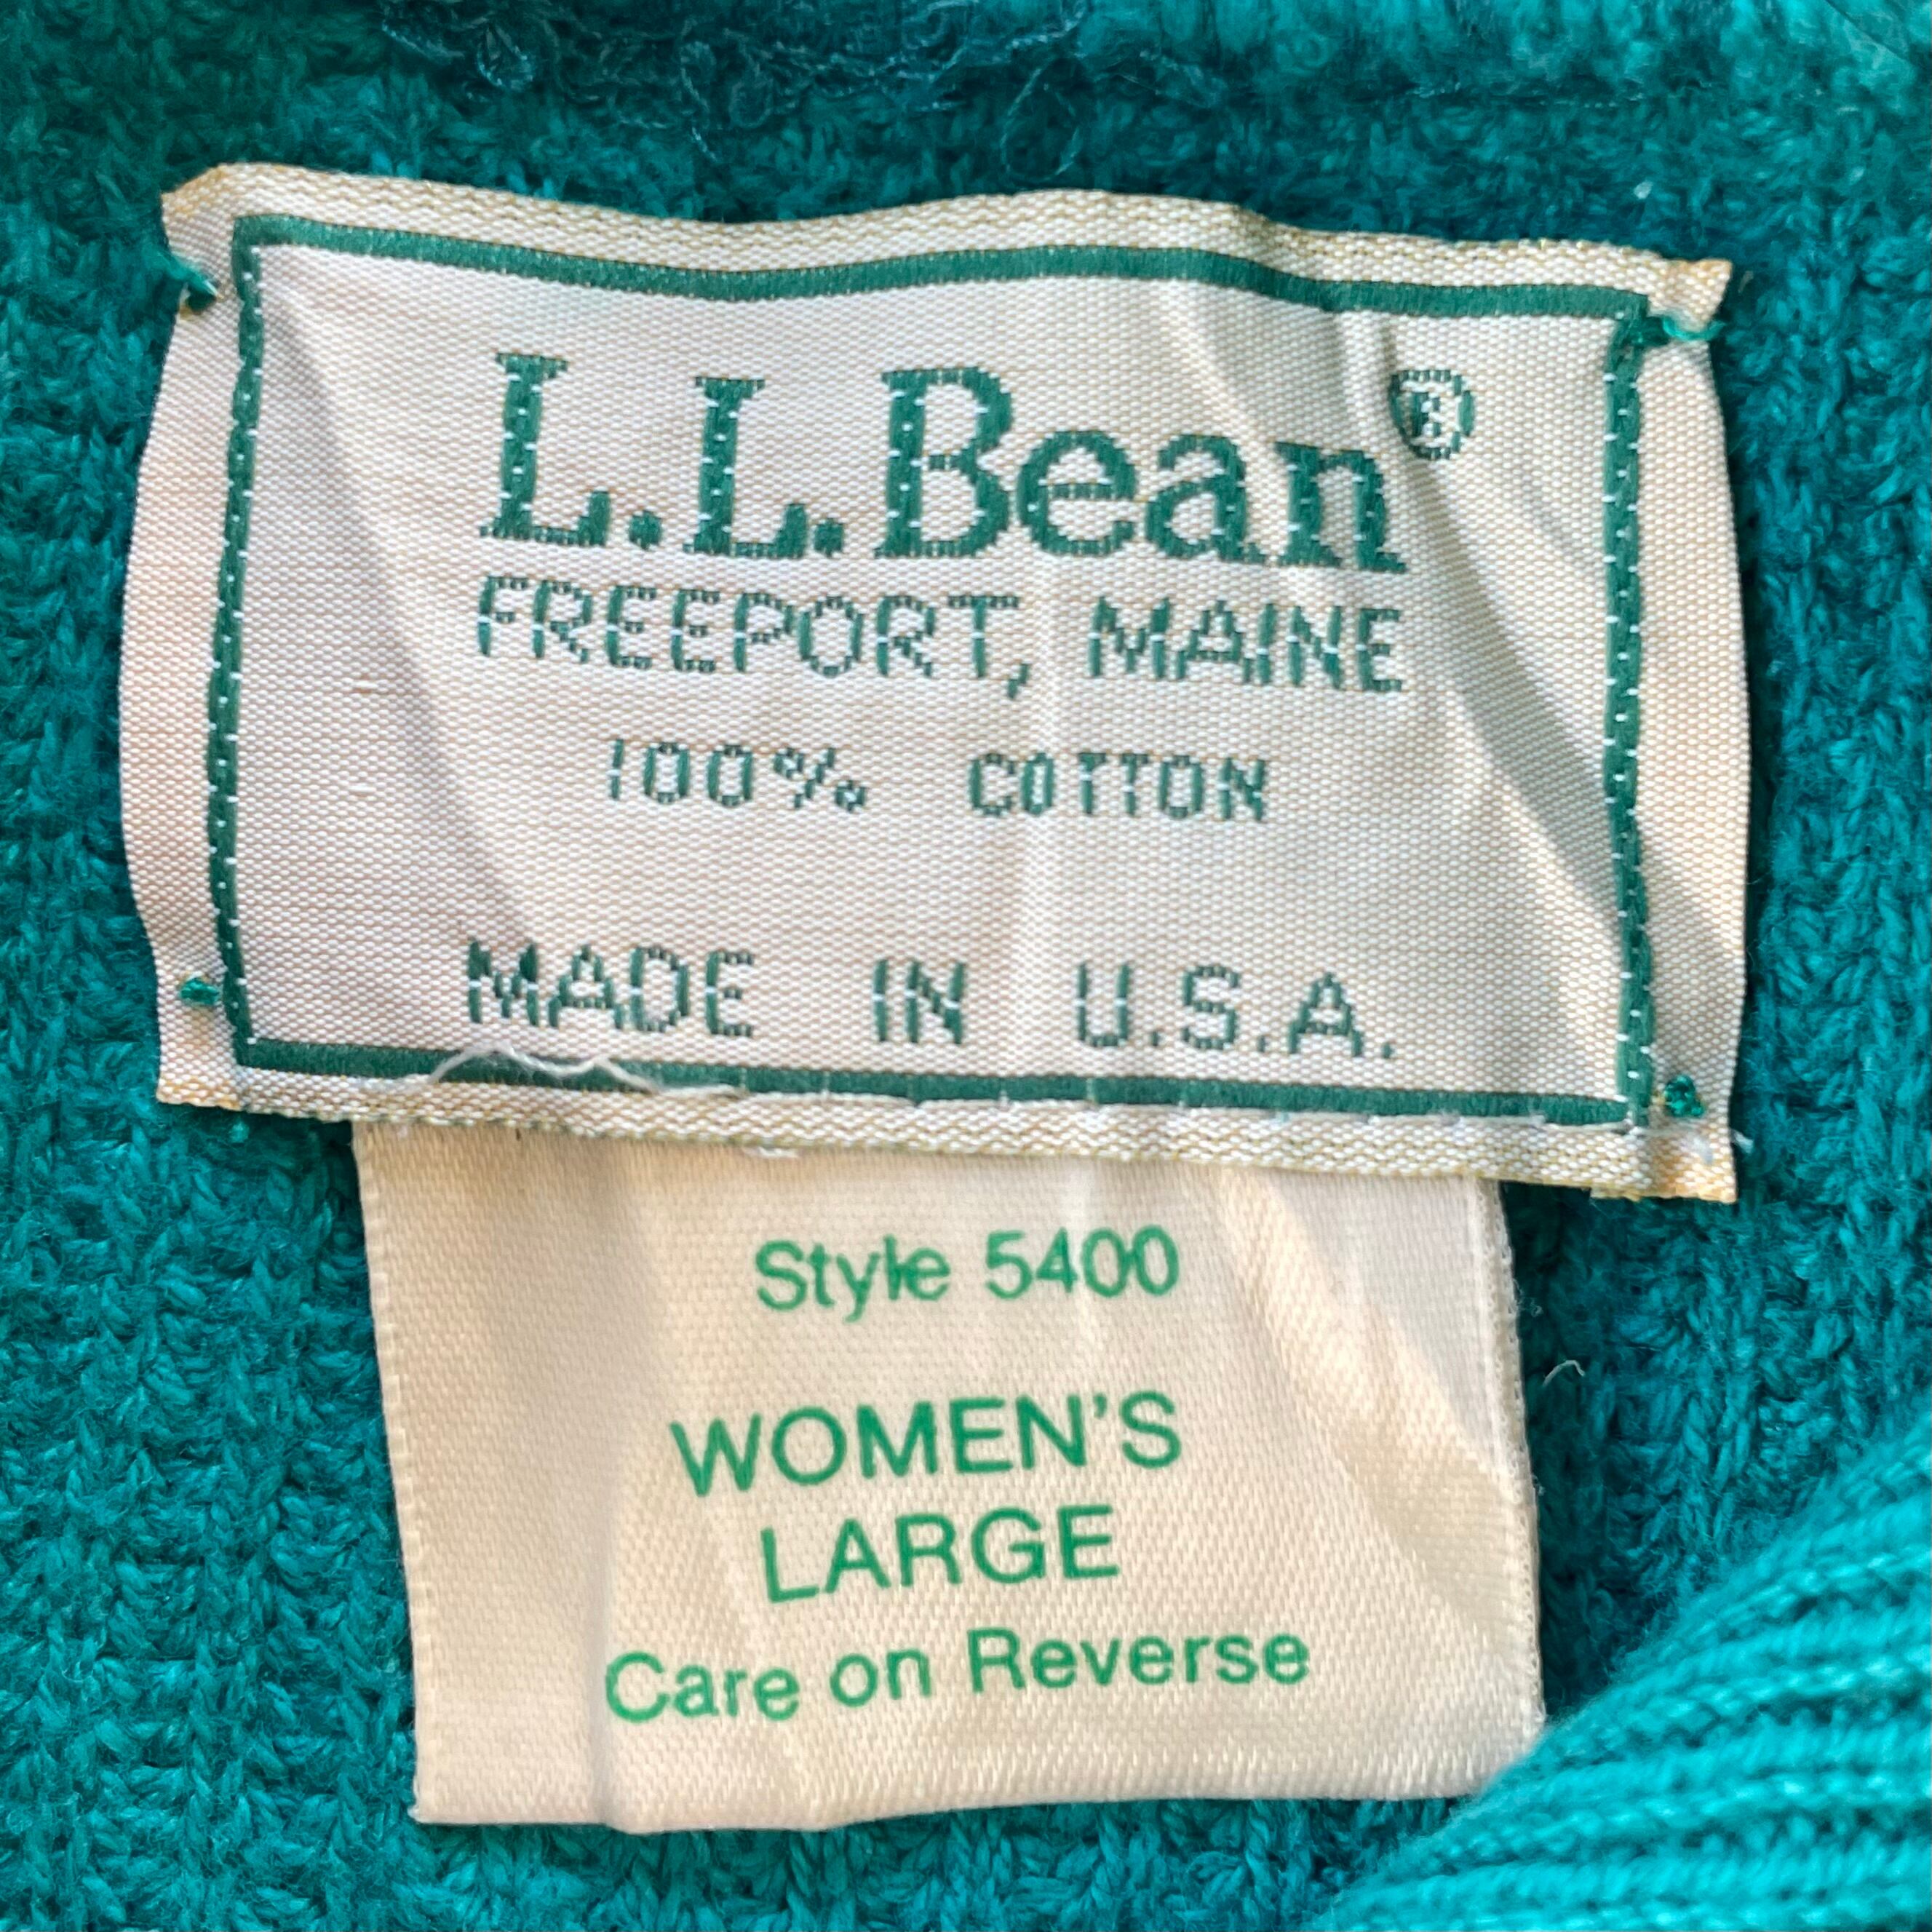 L.L.Bean®
FREEPORT, MAINE
100% COTTON
MADE IN U.S.A.
Style 5400
WOMEN'S
LARGE
Care on Reverse